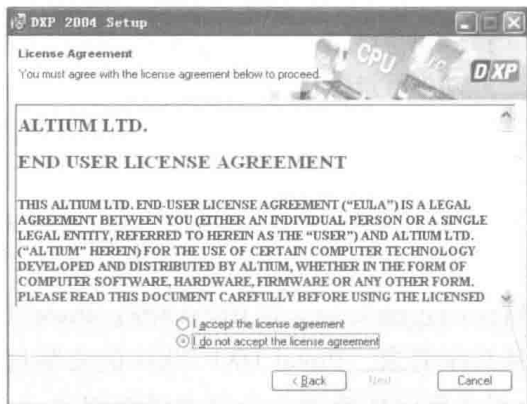 DXP 2004 Setup
License Agreement
You must agree with the license agreement below to proceed.
CPU
DXP
ALTIUM LTD.
END USER LICENSE AGREEMENT
THIS ALTIUM LTD. END-USER LICENSE AGREEMENT ("EULA") IS A LEGAL
AGREEMENT BETWEEN YOU (EITHER AN INDIVIDUAL PERSON OR A SINGLE
LEGAL ENTITY, REFERRED TO HEREIN AS THE "USER") AND ALTIUM LTD.
("ALTIUM" HEREIN) FOR THE USE OF CERTAIN COMPUTER TECHNOLOGY
DEVELOPED AND DISTRIBUTED BY ALTIUM, WHETHER IN THE FORM OF
COMPUTER SOFTWARE, HARDWARE, FIRMWARE OR ANY OTHER FORM.
PLEASE READ THIS DOCUMENT CAREFULLY BEFORE USING THE LICENSED
I accept the license agreement
I do not accept the license agreement
< Back
Next
Cancel